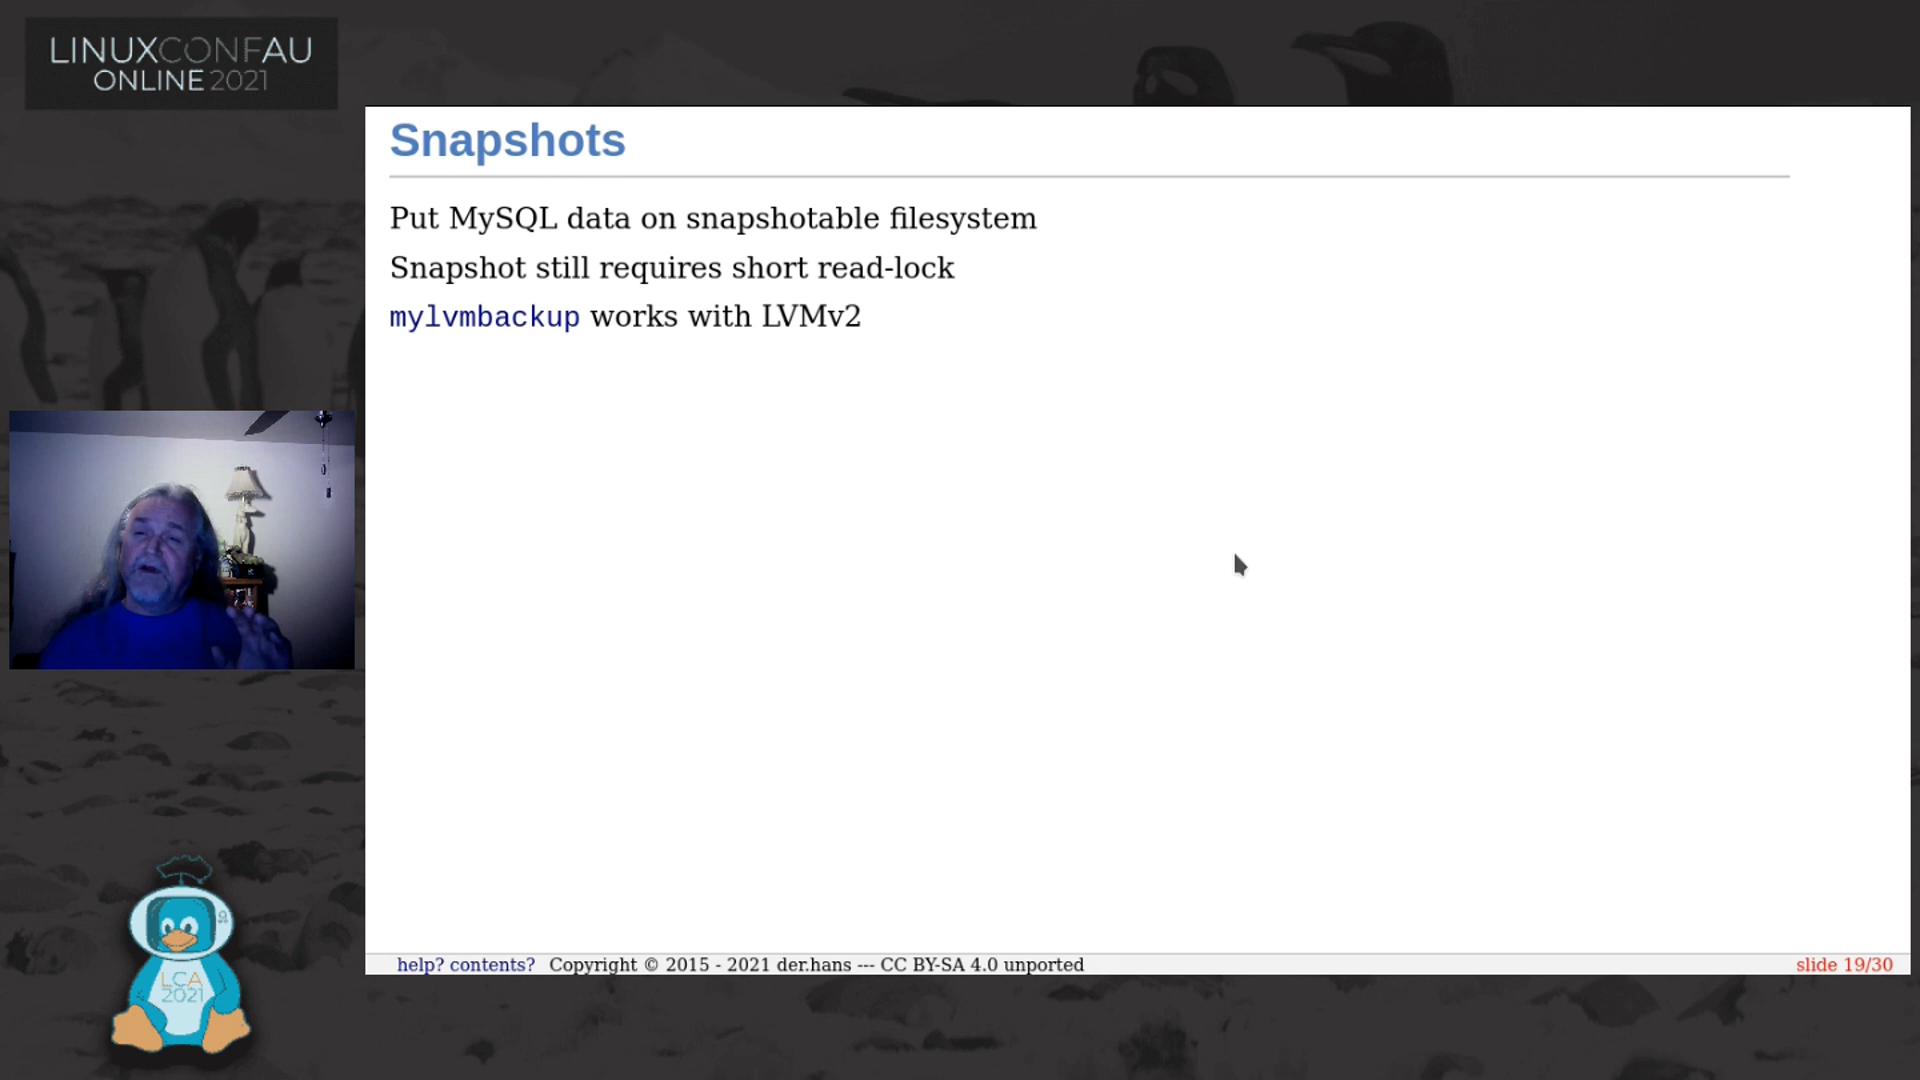 LINUXCONFAU
ONLINE 2021
Snapshots
Put MySQL data on snapshotable filesystem
Snapshot still requires short read-lock
mylvmbackup works with LVMv2
LCA
2021
help? contents? Copyright © 2015 - 2021 der.hans --- CC BY-SA 4.0 unported
slide 19/30